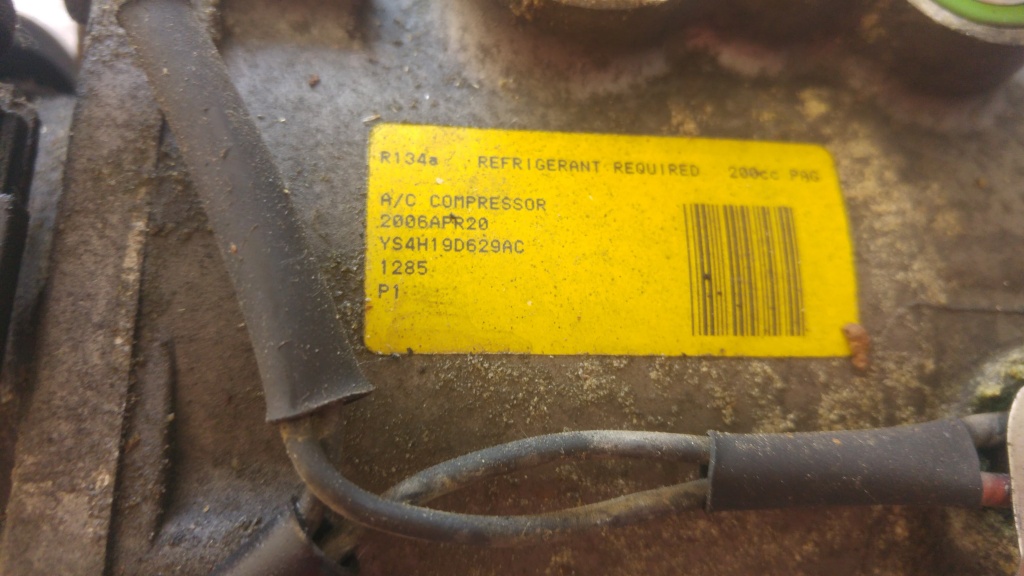 R134a / REFRIGERANT REQUIRED 200cc PAG
A/C COMPRESSOR
2006APR20
YS4H19D629AC
1285
P1